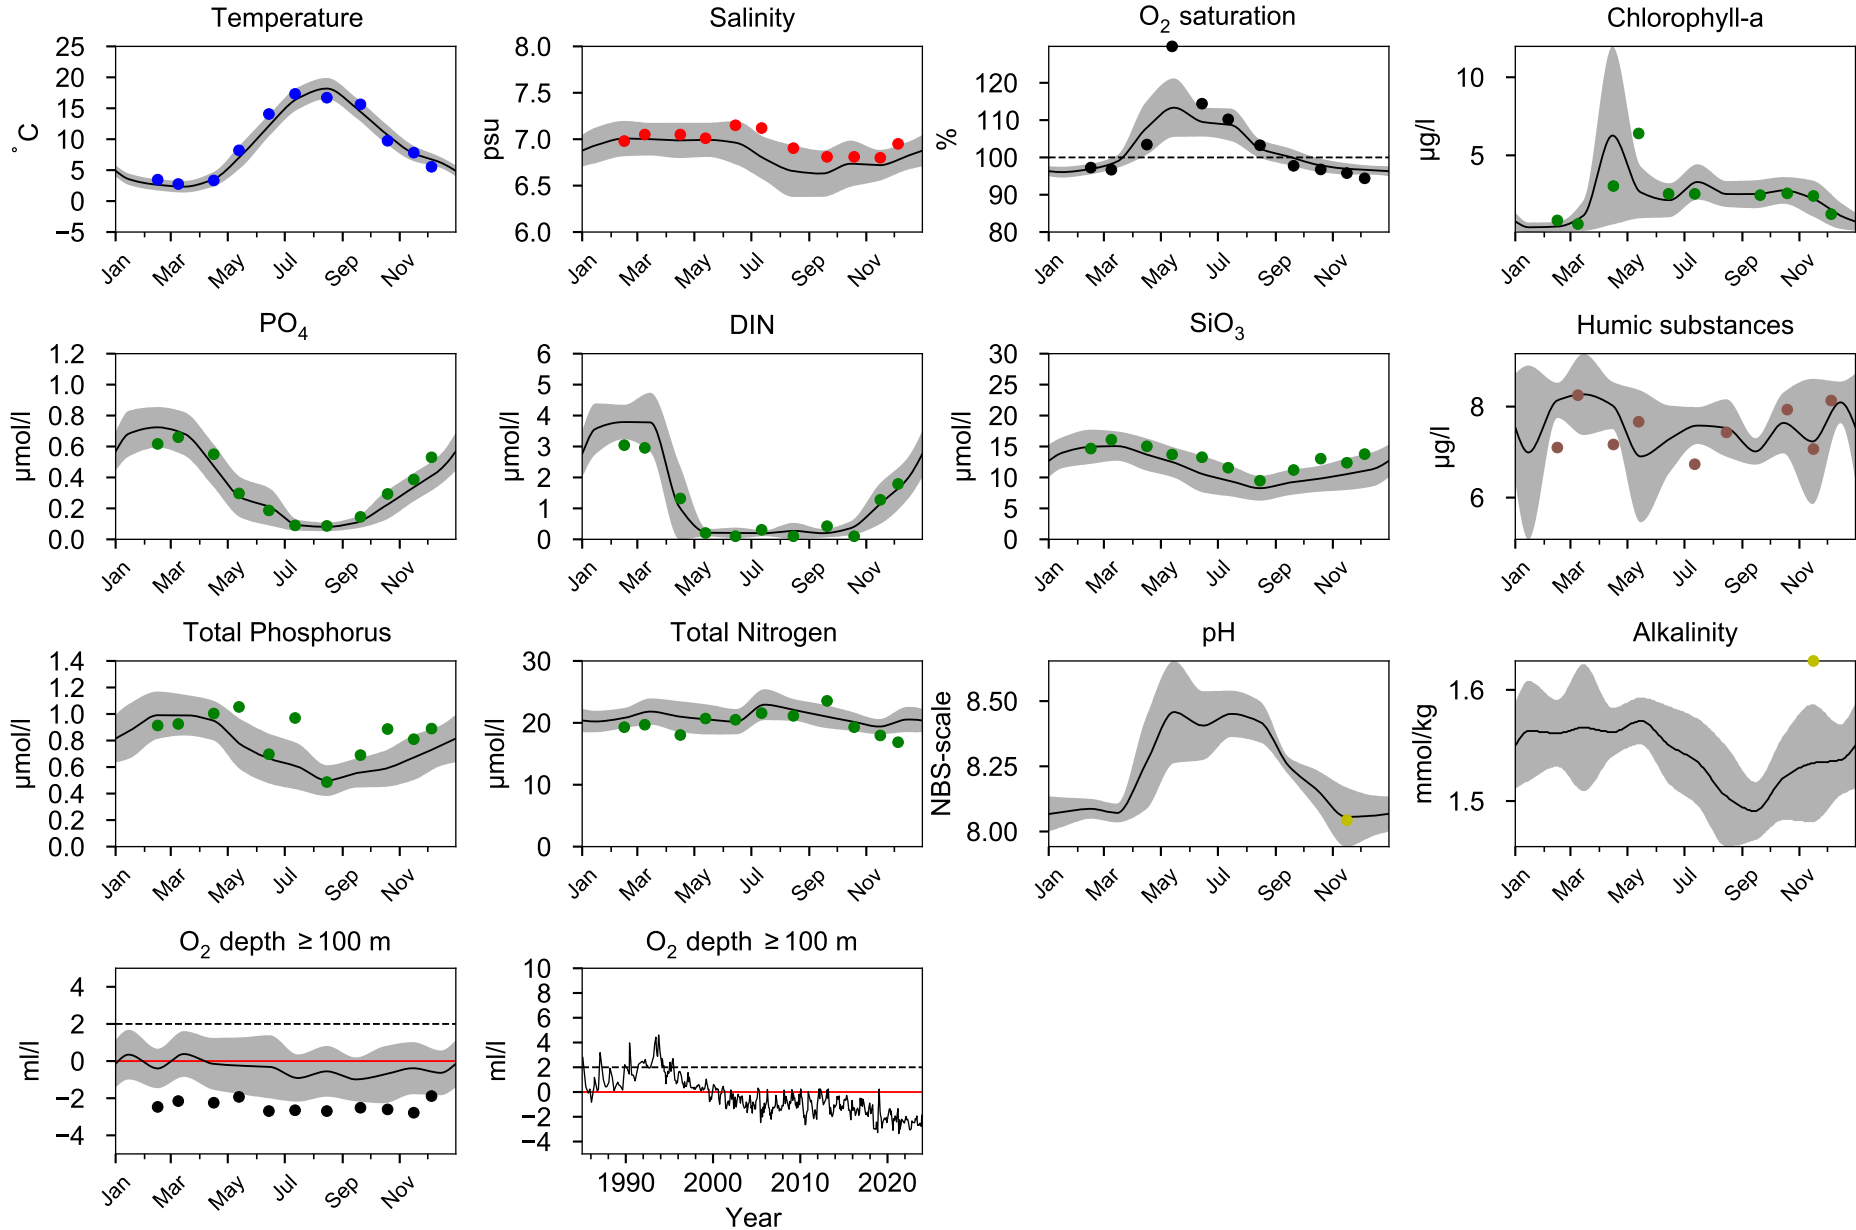 Temperature
Salinity
O2 saturation
Chlorophyll-a
25
20
15
10
5
0
−5
°C
Jan
Mar
May
Jul
Sep
Nov
8.0
7.5
7.0
6.5
6.0
psu
Jan
Mar
May
Jul
Sep
Nov
120
110
100
90
80
%
Jan
Mar
May
Jul
Sep
Nov
10
5
µg/l
Jan
Mar
May
Jul
Sep
Nov
PO4
DIN
SiO3
Humic substances
1.2
1.0
0.8
0.6
0.4
0.2
0.0
µmol/l
Jan
Mar
May
Jul
Sep
Nov
6
5
4
3
2
1
0
µmol/l
Jan
Mar
May
Jul
Sep
Nov
30
25
20
15
10
5
0
µmol/l
Jan
Mar
May
Jul
Sep
Nov
8
6
µg/l
Jan
Mar
May
Jul
Sep
Nov
Total Phosphorus
Total Nitrogen
pH
Alkalinity
1.4
1.2
1.0
0.8
0.6
0.4
0.2
0.0
µmol/l
Jan
Mar
May
Jul
Sep
Nov
30
20
10
0
µmol/l
Jan
Mar
May
Jul
Sep
Nov
8.50
8.25
8.00
NBS-scale
Jan
Mar
May
Jul
Sep
Nov
1.6
1.5
mmol/kg
Jan
Mar
May
Jul
Sep
Nov
O2 depth ≥ 100 m
O2 depth ≥ 100 m
4
2
0
−2
−4
ml/l
Jan
Mar
May
Jul
Sep
Nov
10
8
6
4
2
0
−2
−4
ml/l
1990
2000
2010
2020
Year